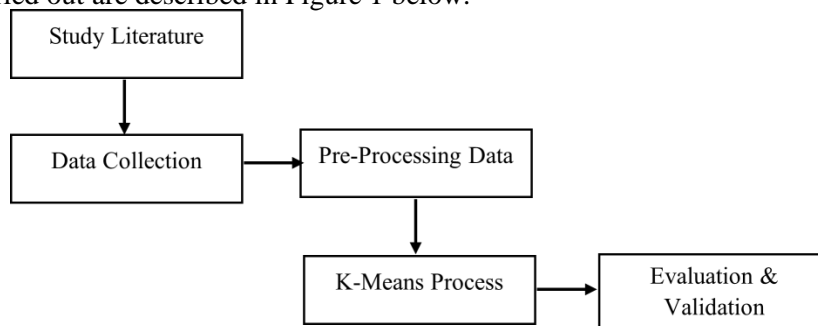 out are described in Figure 1 below.
Study Literature
Data Collection
Pre-Processing Data
K-Means Process
Evaluation &
Validation